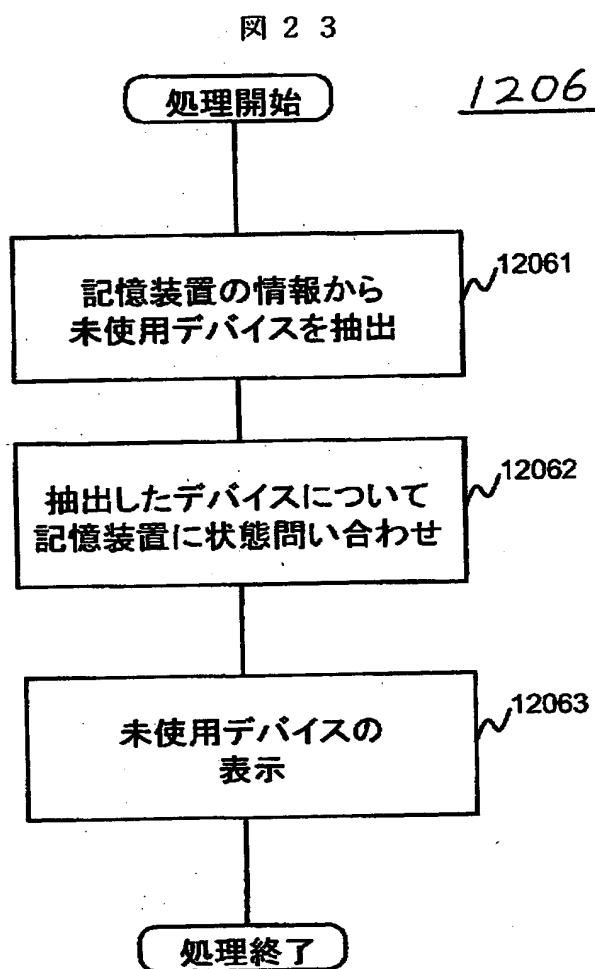 図23
処理開始
1206
記憶装置の情報から
未使用デバイスを抽出
12061
抽出したデバイスについて
記憶装置に状態問い合わせ
12062
未使用デバイスの
表示
12063
処理終了